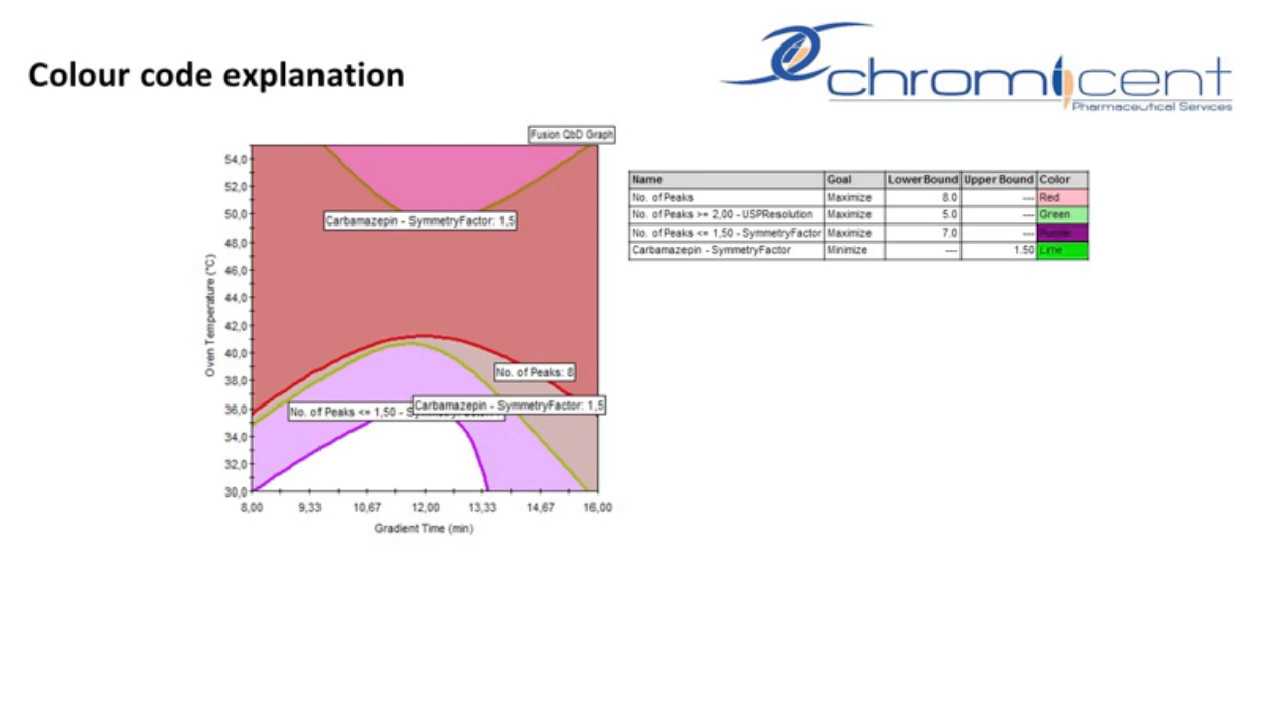 Colour code explanation
chromicent
Pharmaceutical Services
Fusion QbD Graph
54,0
52,0
50,0
48,0
46,0
44,0
42,0
40,0
38,0
36,0
34,0
32,0
30,0
Oven Temperature (°C)
Carbamazepin - SymmetryFactor: 1,5
No. of Peaks: 8
Carbamazepin - SymmetryFactor: 1,5
No. of Peaks <= 1,50 -
8,00 9,33 10,67 12,00 13,33 14,67 16,00
Gradient Time (min)
Name Goal LowerBound Upper Bound Color
No. of Peaks Maximize 8.0 --- Red
No. of Peaks >= 2,00 - USPResolution Maximize 5.0 --- Green
No. of Peaks <= 1,50 - SymmetryFactor Maximize 7.0 --- Purple
Carbamazepin - SymmetryFactor Minimize --- 1.50 Lime